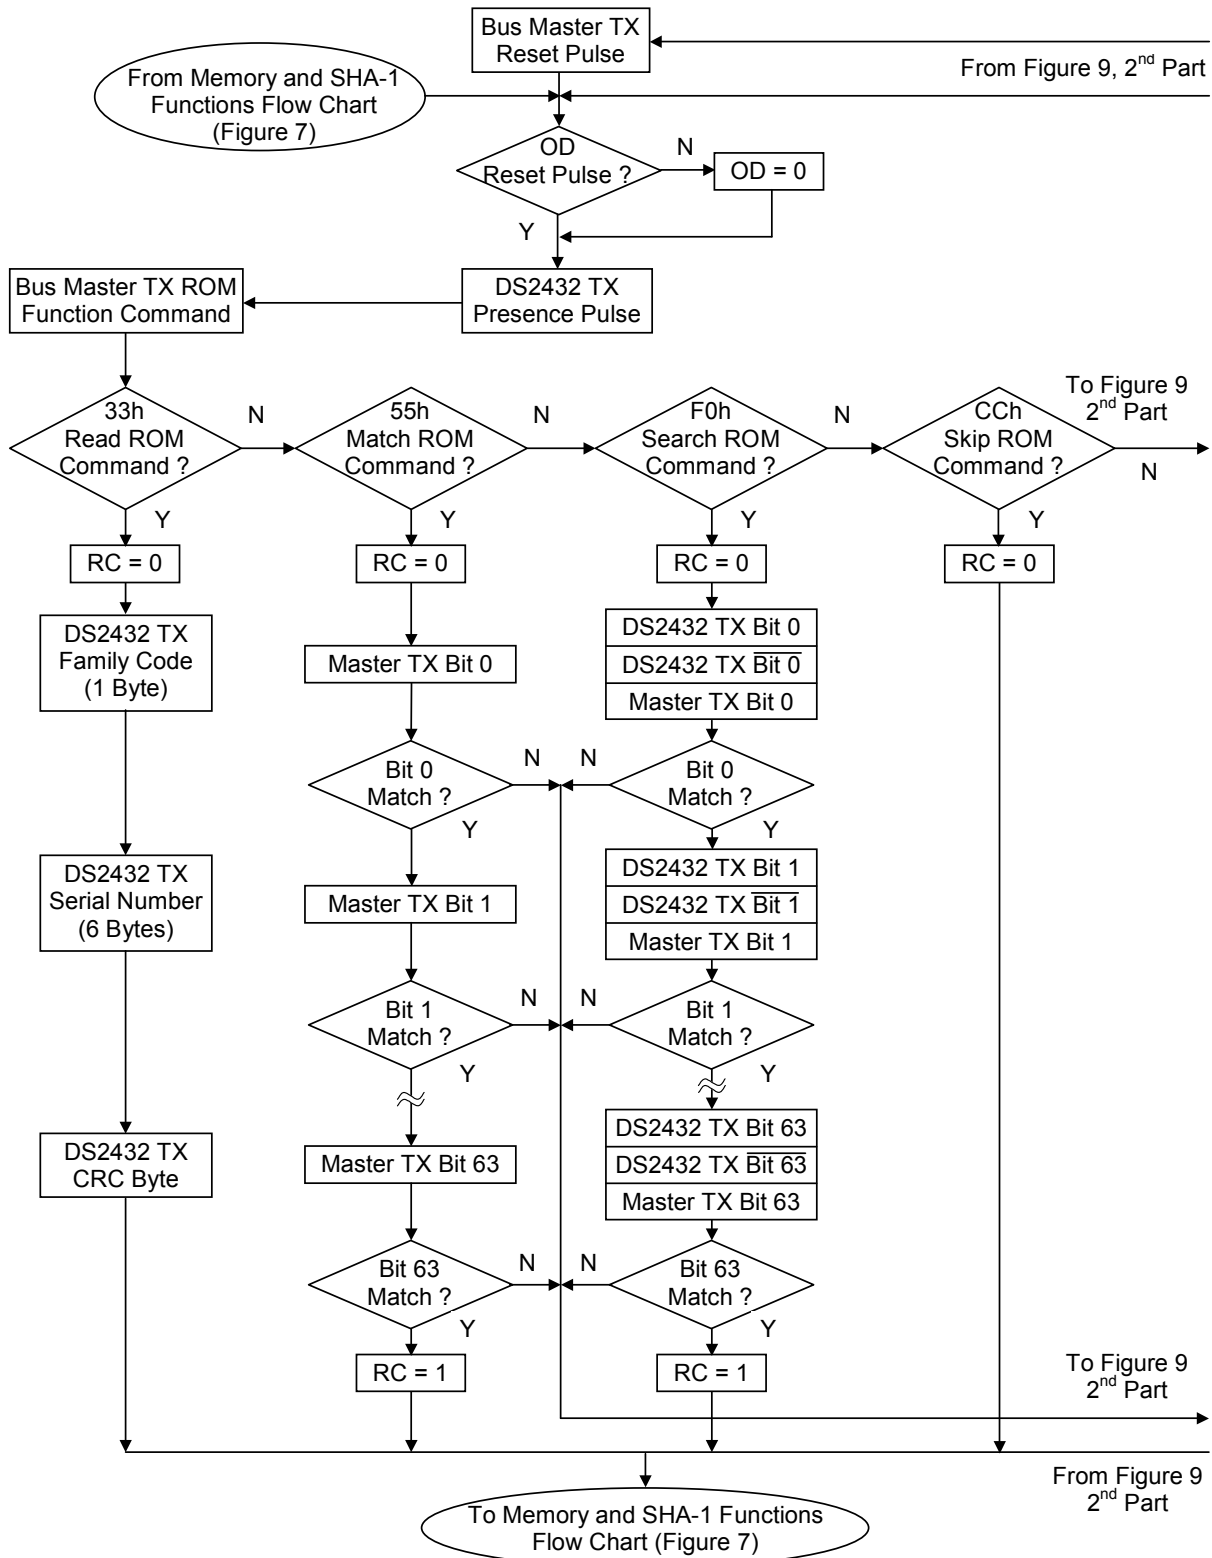 Bus Master TX
Reset Pulse
From Figure 9, 2nd Part
From Memory and SHA-1
Functions Flow Chart
(Figure 7)
OD
Reset Pulse ?
N
OD = 0
Y
Bus Master TX ROM
Function Command
DS2432 TX
Presence Pulse
33h
Read ROM
Command ?
N
55h
Match ROM
Command ?
N
F0h
Search ROM
Command ?
N
CCh
Skip ROM
Command ?
To Figure 9
2nd Part
N
Y
Y
Y
Y
RC = 0
RC = 0
RC = 0
RC = 0
DS2432 TX
Family Code
(1 Byte)
Master TX Bit 0
DS2432 TX Bit 0
DS2432 TX B̅i̅t̅ ̅0̅
Master TX Bit 0
Bit 0
Match ?
N
N
Bit 0
Match ?
Y
Y
DS2432 TX
Serial Number
(6 Bytes)
Master TX Bit 1
DS2432 TX Bit 1
DS2432 TX B̅i̅t̅ ̅1̅
Master TX Bit 1
Bit 1
Match ?
N
N
Bit 1
Match ?
Y
Y
DS2432 TX
CRC Byte
Master TX Bit 63
DS2432 TX Bit 63
DS2432 TX B̅i̅t̅ ̅6̅3̅
Master TX Bit 63
Bit 63
Match ?
N
N
Bit 63
Match ?
Y
Y
RC = 1
RC = 1
To Figure 9
2nd Part
From Figure 9
2nd Part
To Memory and SHA-1 Functions
Flow Chart (Figure 7)